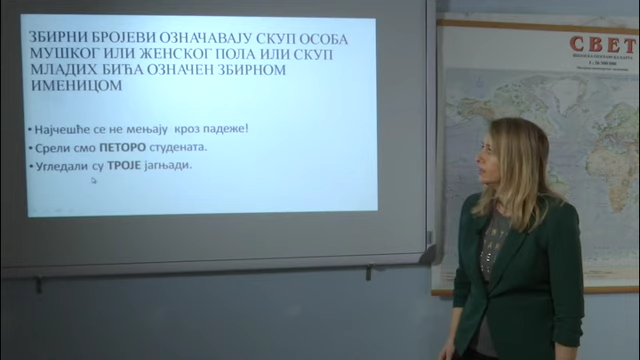 ЗБИРНИ БРОЈЕВИ ОЗНАЧАВАЈУ СКУП ОСОБА
МУШКОГ ИЛИ ЖЕНСКОГ ПОЛА ИЛИ СКУП
МЛАДИХ БИЋА ОЗНАЧЕН ЗБИРНОМ
ИМЕНИЦОМ
• Најчешће се не мењају кроз падеже!
• Срели смо ПЕТОРО студената.
• Угледали су ТРОЈЕ јагњади.
СВЕТ